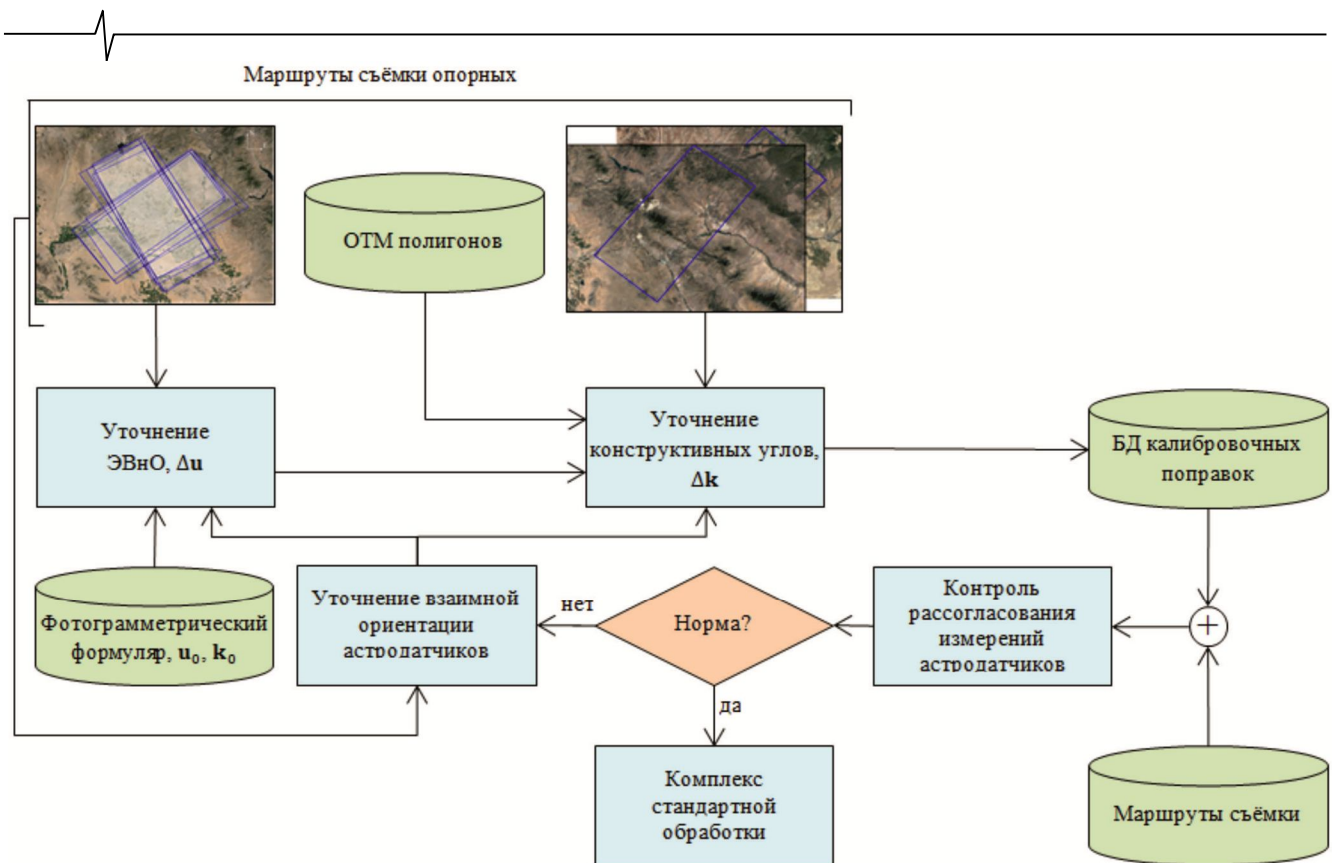 Маршруты съёмки опорных
ОТМ полигонов
Уточнение
ЭВнО, Δu
Уточнение
конструктивных углов,
Δk
БД калибровочных
поправок
Фотограмметрический
формуляр, u₀, k₀
Уточнение взаимной
ориентации
астродатчиков
нет
Норма?
Контроль
рассогласования
измерений
астродатчиков
+
да
Комплекс
стандартной
обработки
Маршруты съёмки